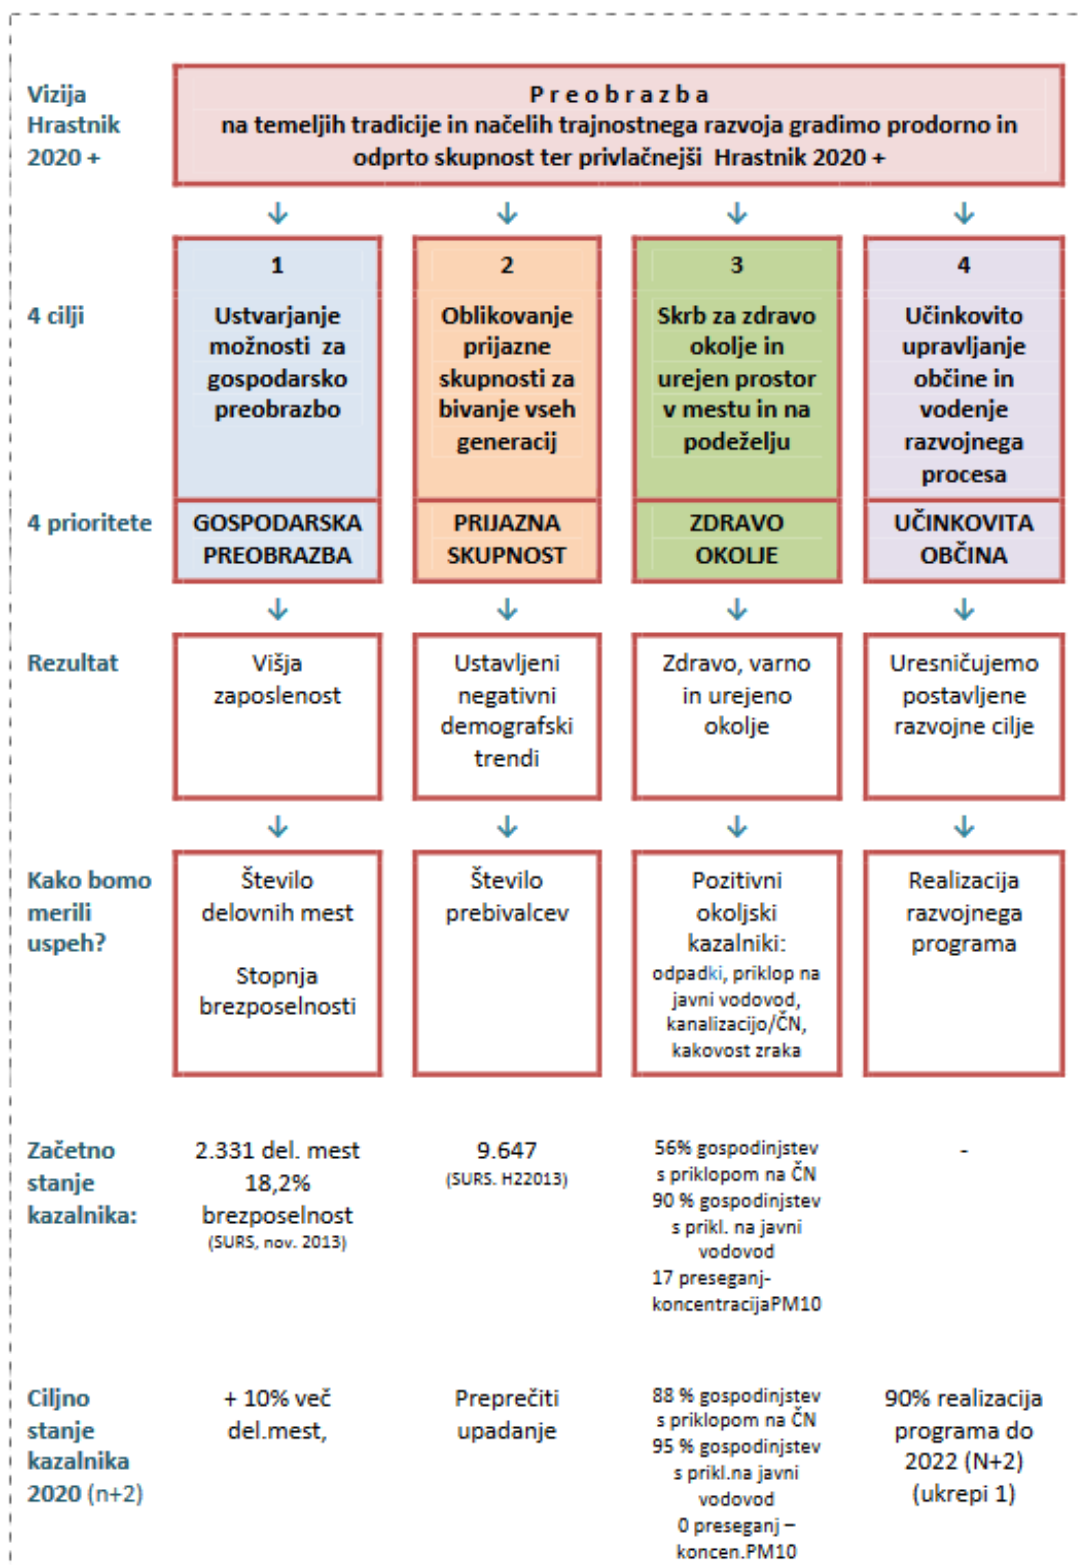 Vizija
Hrastnik
2020 +
P r e o b r a z b a
na temeljih tradicije in načelih trajnostnega razvoja gradimo prodorno in
odprto skupnost ter privlačnejši Hrastnik 2020 +
↓ ↓ ↓ ↓
4 cilji
1
Ustvarjanje
možnosti za
gospodarsko
preobrazbo
2
Oblikovanje
prijazne
skupnosti za
bivanje vseh
generacij
3
Skrb za zdravo
okolje in
urejen prostor
v mestu in na
podeželju
4
Učinkovito
upravljanje
občine in
vodenje
razvojnega
procesa
4 prioritete
GOSPODARSKA
PREOBRAZBA
PRIJAZNA
SKUPNOST
ZDRAVO
OKOLJE
UČINKOVITA
OBČINA
↓ ↓ ↓ ↓
Rezultat
Višja
zaposlenost
Ustavljeni
negativni
demografski
trendi
Zdravo, varno
in urejeno
okolje
Uresničujemo
postavljene
razvojne cilje
↓ ↓ ↓ ↓
Kako bomo
merili
uspeh?
Število
delovnih mest
Stopnja
brezposelnosti
Število
prebivalcev
Pozitivni
okoljski
kazalniki:
odpadki, priklop na
javni vodovod,
kanalizacijo/ČN,
kakovost zraka
Realizacija
razvojnega
programa
Začetno
stanje
kazalnika:
2.331 del. mest
18,2%
brezposelnost
(SURS, nov. 2013)
9.647
(SURS. H22013)
56% gospodinjstev
s priklopom na ČN
90 % gospodinjstev
s prikl. na javni
vodovod
17 preseganj-
koncentracijaPM10
-
Ciljno
stanje
kazalnika
2020 (n+2)
+ 10% več
del.mest,
Preprečiti
upadanje
88 % gospodinjstev
s priklopom na ČN
95 % gospodinjstev
s prikl.na javni
vodovod
0 preseganj –
koncen.PM10
90% realizacija
programa do
2022 (N+2)
(ukrepi 1)